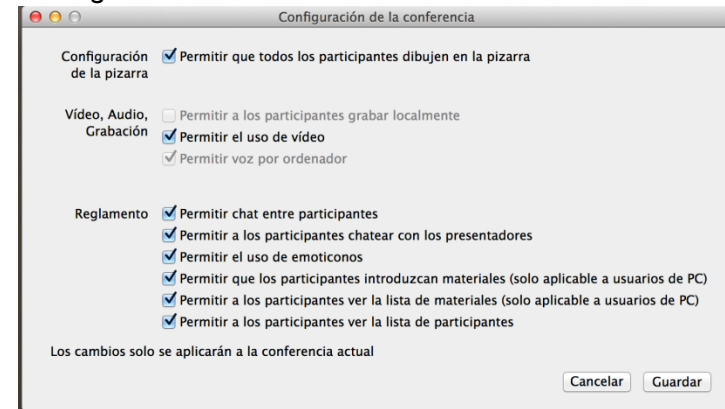 Configuración de la conferencia
Configuración Permitir que todos los participantes dibujen en la pizarra
de la pizarra
Vídeo, Audio, Permitir a los participantes grabar localmente
Grabación Permitir el uso de vídeo
Permitir voz por ordenador
Reglamento Permitir chat entre participantes
Permitir a los participantes chatear con los presentadores
Permitir el uso de emoticonos
Permitir que los participantes introduzcan materiales (solo aplicable a usuarios de PC)
Permitir a los participantes ver la lista de materiales (solo aplicable a usuarios de PC)
Permitir a los participantes ver la lista de participantes
Los cambios solo se aplicarán a la conferencia actual
Cancelar Guardar